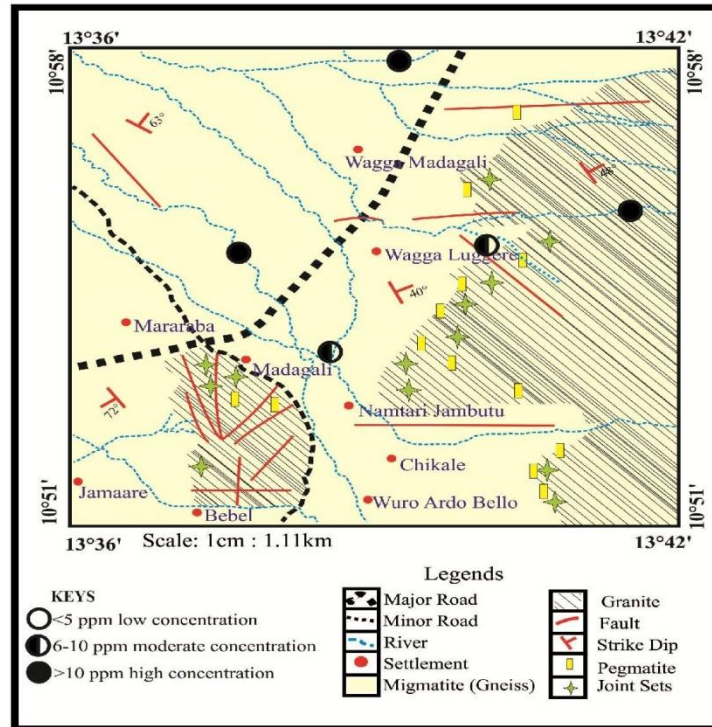 13°36' 13°42'
10°58' 10°58'
63°
Wagga Madagali
48°
Wagga Luggere
40°
Mararaba
Madagali
72°
Namtari Jambutu
Chikale
Jamaare
Wuro Ardo Bello
10°51' Bebel 10°51'
13°36' 13°42'
Scale: 1cm : 1.11km
Legends
KEYS
<5 ppm low concentration
6-10 ppm moderate concentration
>10 ppm high concentration
Major Road
Minor Road
River
Settlement
Migmatite (Gneiss)
Granite
Fault
Strike Dip
Pegmatite
Joint Sets